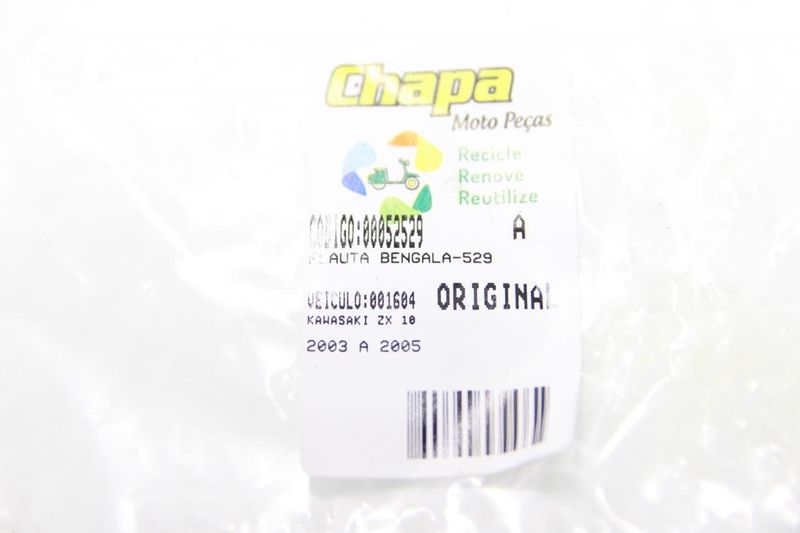 Chapa
Moto Peças
Recicle
Renove
Reutilize
CODIGO:00052529 A
FLAUTA BENGALA-529
VEICULO:001604 ORIGINAL
KAWASAKI ZX 10
2003 A 2005